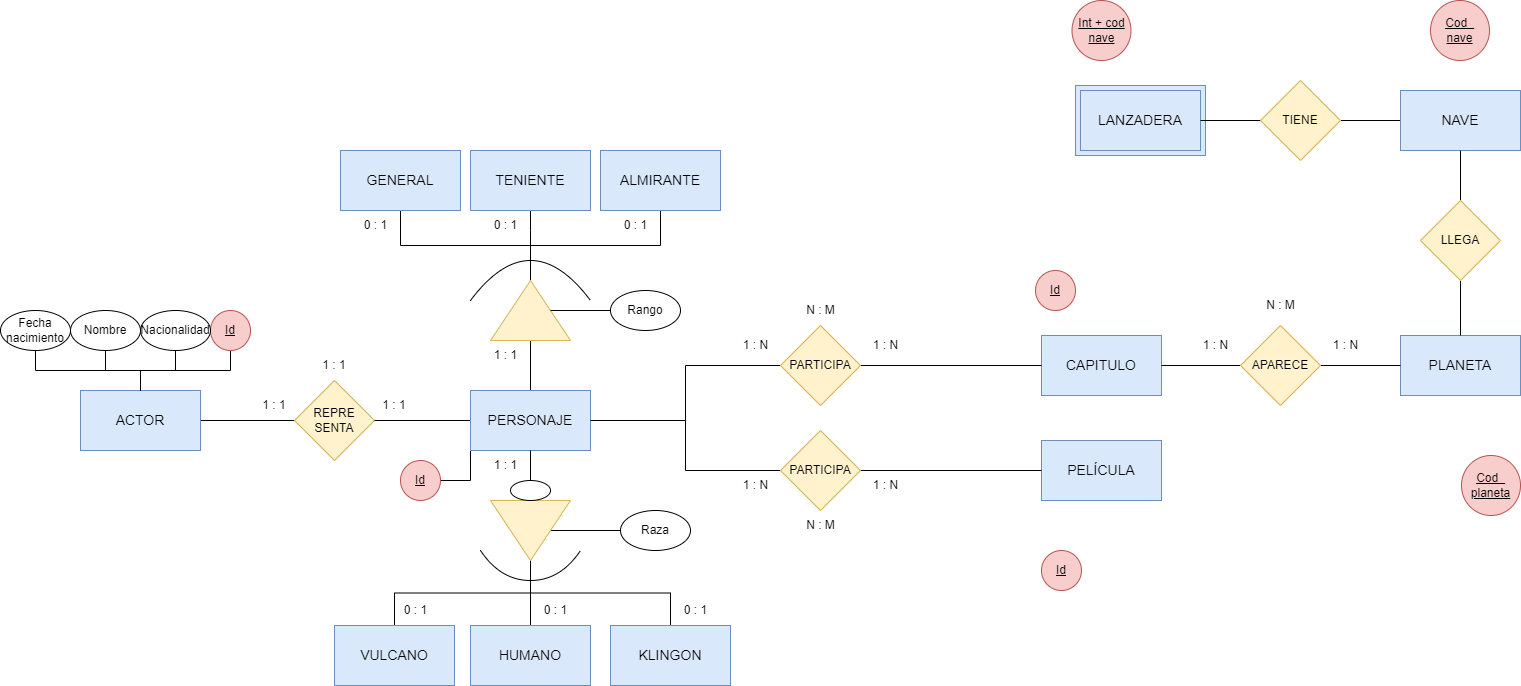 Int + cod
nave
Cod_
nave
LANZADERA
TIENE
NAVE
GENERAL
TENIENTE
ALMIRANTE
0 : 1
0 : 1
0 : 1
LLEGA
Id
Rango
N : M
N : M
Fecha
nacimiento
Nombre
Nacionalidad
Id
1 : 1
1 : N
1 : N
1 : N
1 : N
1 : 1
PARTICIPA
CAPITULO
APARECE
PLANETA
1 : 1
1 : 1
ACTOR
REPRE
SENTA
PERSONAJE
1 : 1
PARTICIPA
PELÍCULA
Id
1 : N
1 : N
Cod_
planeta
N : M
Raza
Id
0 : 1
0 : 1
0 : 1
VULCANO
HUMANO
KLINGON